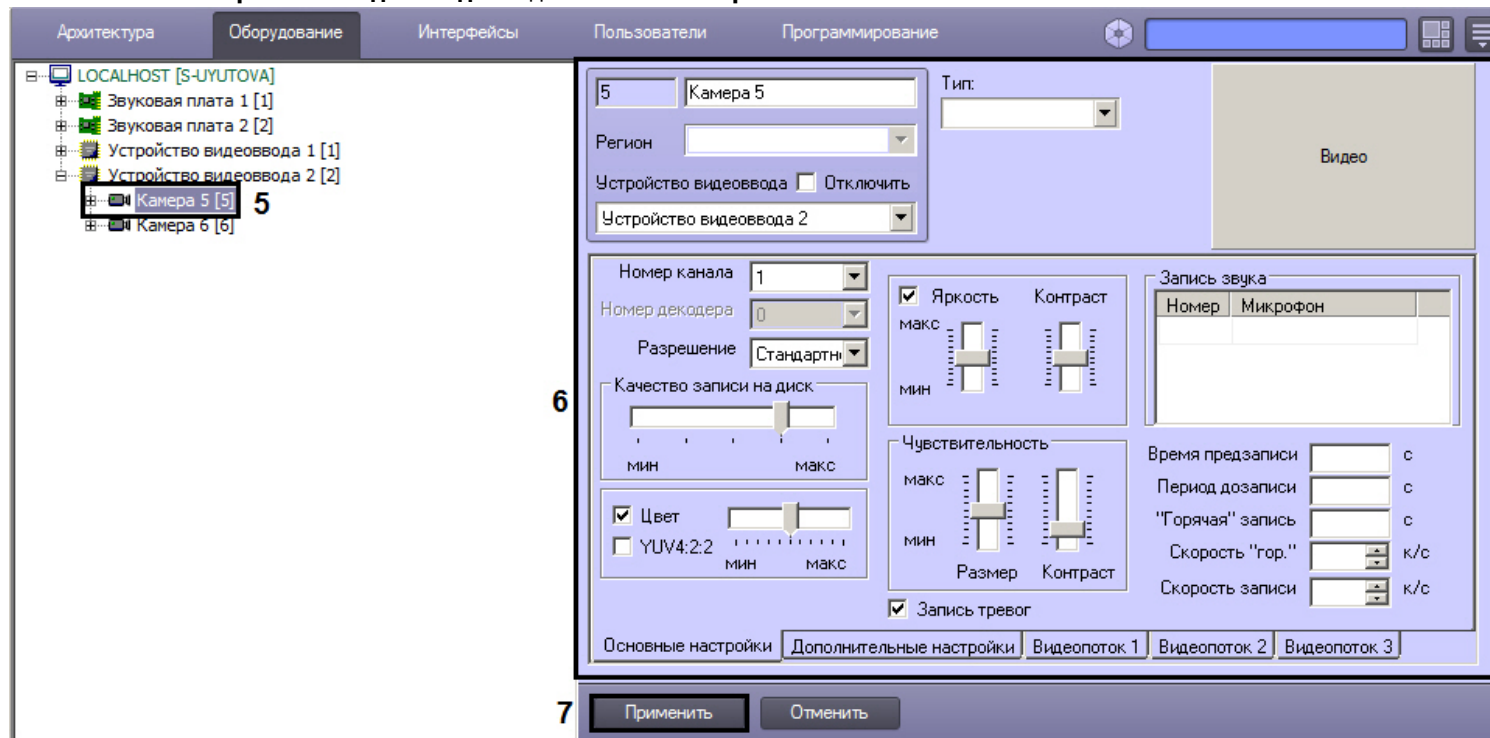 Архитектура Оборудование Интерфейсы Пользователи Программирование
LOCALHOST [S-UYUTOVA]
Звуковая плата 1 [1]
Звуковая плата 2 [2]
Устройство видеоввода 1 [1]
Устройство видеоввода 2 [2]
Камера 5 [5] 5
Камера 6 [6]
5 Камера 5
Тип:
Регион
Видео
Устройство видеоввода Отключить
Устройство видеоввода 2
6
Номер канала 1
Номер декодера 0
Разрешение Стандартн
Качество записи на диск
мин макс
Цвет
YUV4:2:2
мин макс
Яркость Контраст
макс
мин
Чувствительность
макс
мин
Размер Контраст
Запись тревог
Запись звука
Номер Микрофон
Время предзаписи с
Период дозаписи с
"Горячая" запись с
Скорость "гор." к/с
Скорость записи к/с
Основные настройки Дополнительные настройки Видеопоток 1 Видеопоток 2 Видеопоток 3
7 Применить Отменить